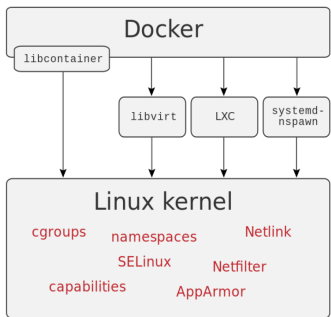 Docker
libcontainer
libvirt
LXC
systemd-
nspawn
Linux kernel
cgroups
namespaces
Netlink
SELinux
Netfilter
capabilities
AppArmor